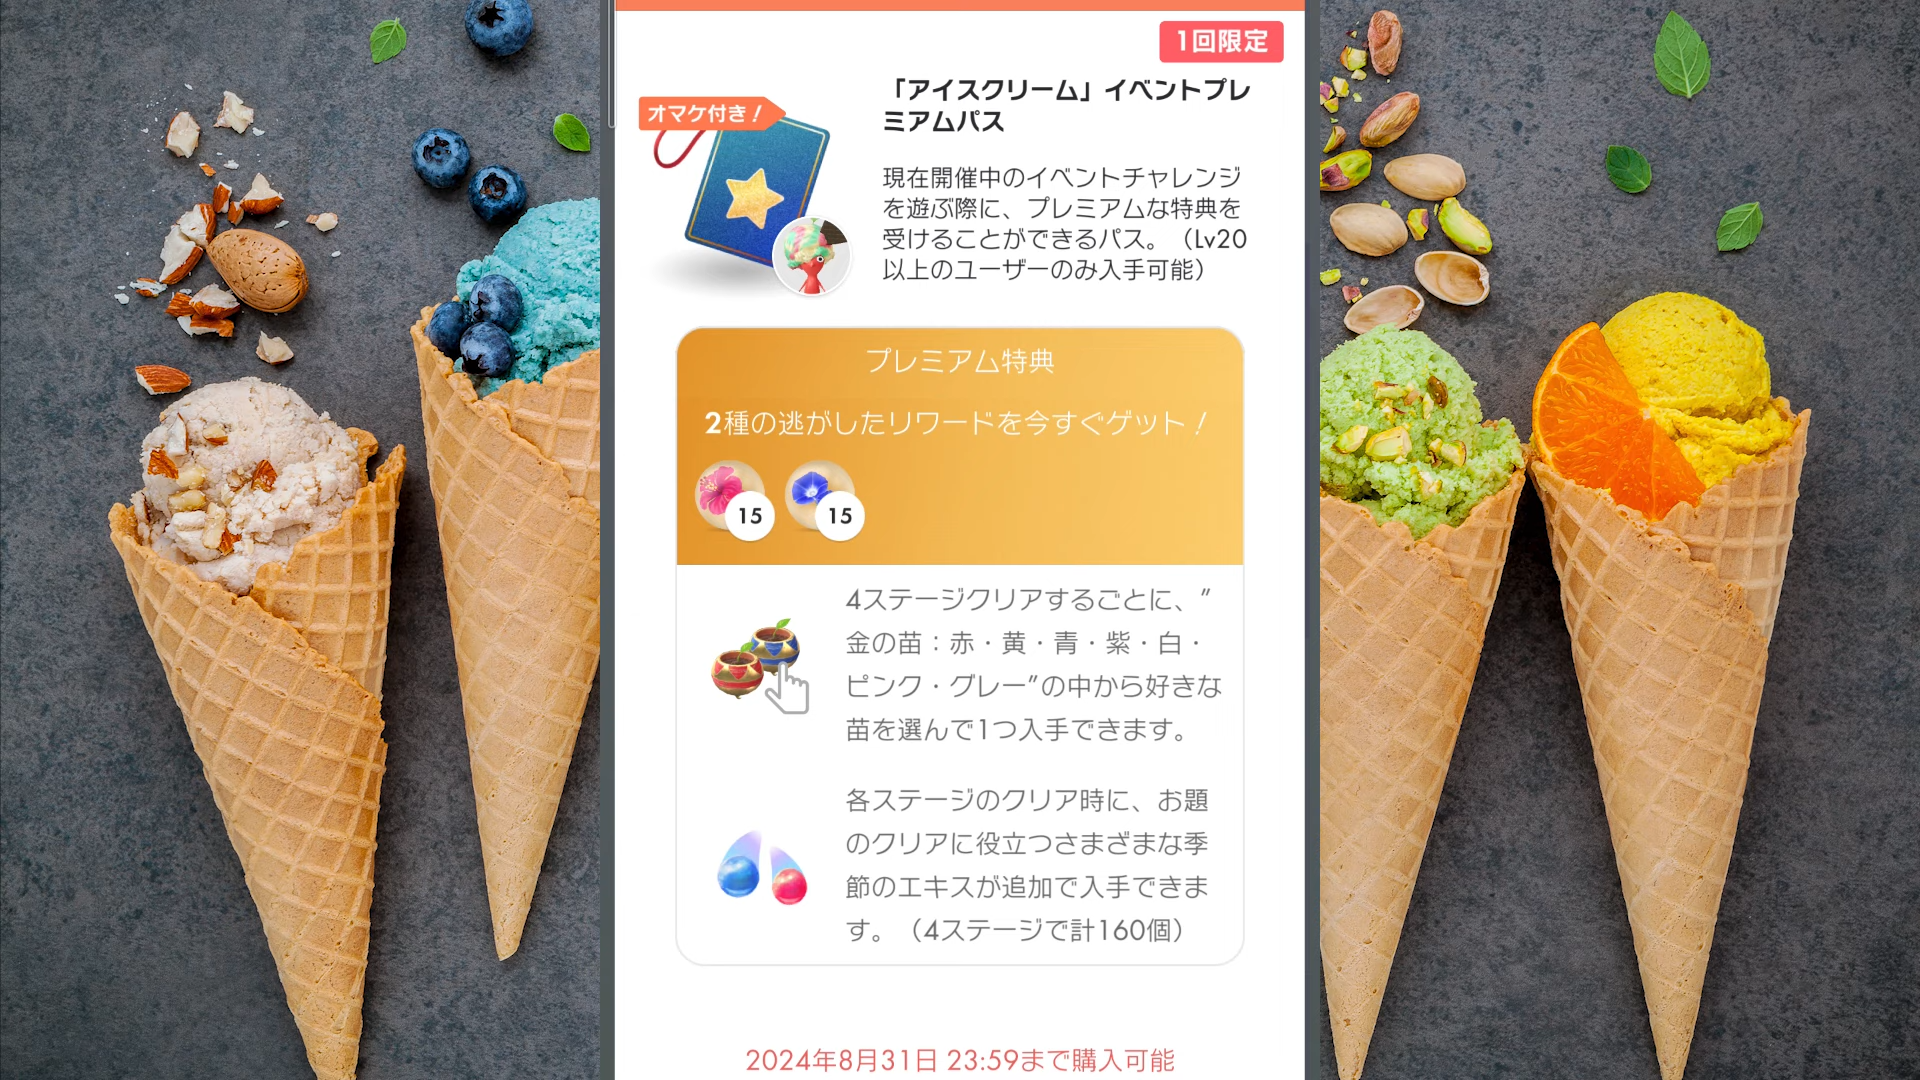 1回限定
オマケ付き！
「アイスクリーム」イベントプレ
ミアムパス
現在開催中のイベントチャレンジ
を遊ぶ際に、プレミアムな特典を
受けることができるパス。（Lv20
以上のユーザーのみ入手可能）
プレミアム特典
2種の逃がしたリワードを今すぐゲット！
15
15
4ステージクリアするごとに、”
金の苗：赤・黄・青・紫・白・
ピンク・グレー”の中から好きな
苗を選んで1つ入手できます。
各ステージのクリア時に、お題
のクリアに役立つさまざまな季
節のエキスが追加で入手できま
す。（4ステージで計160個）
2024年8月31日 23:59まで購入可能